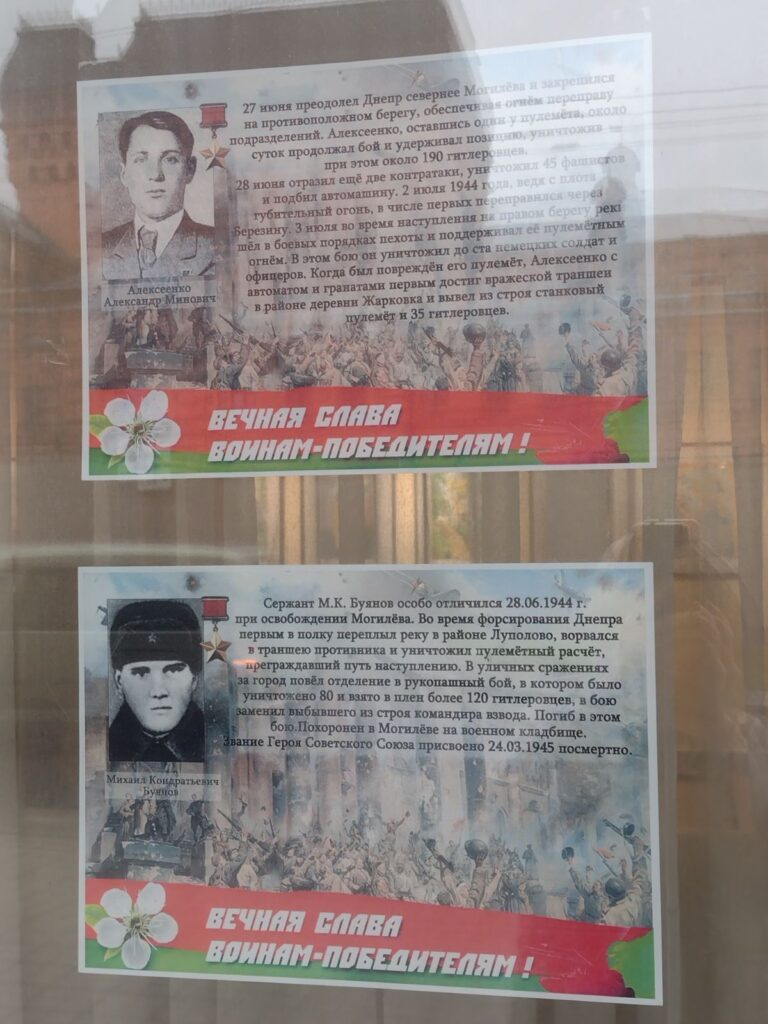 27 июня преодолел Днепр севернее Могилёва и закрепился
на противоположном берегу, обеспечивая огнём переправу
подразделений. Алексеенко, оставшись один у пулемёта, около
суток продолжал бой и удерживал позицию, уничтожив
при этом около 190 гитлеровцев.
28 июня отразил ещё две контратаки, уничтожил 45 фашистов
и подбил автомашину. 2 июля 1944 года, ведя с плота
губительный огонь, в числе первых переправился через
Березину. 3 июля во время наступления на правом берегу реки
шёл в боевых порядках пехоты и поддерживал её пулемётным
огнём. В этом бою он уничтожил до ста немецких солдат и
офицеров. Когда был повреждён его пулемёт, Алексеенко с
автоматом и гранатами первым достиг вражеской траншеи
в районе деревни Жарковка и вывел из строя станковый
пулемёт и 35 гитлеровцев.
Алексеенко
Александр Минович
ВЕЧНАЯ СЛАВА
ВОИНАМ-ПОБЕДИТЕЛЯМ!
Сержант М.К. Буянов особо отличился 28.06.1944 г.
при освобождении Могилёва. Во время форсирования Днепра
первым в полку переплыл реку в районе Луполово, ворвался
в траншею противника и уничтожил пулемётный расчёт,
преграждавший путь наступлению. В уличных сражениях
за город повёл отделение в рукопашный бой, в котором было
уничтожено 80 и взято в плен более 120 гитлеровцев, в бою
заменил выбывшего из строя командира взвода. Погиб в этом
бою.Похоронен в Могилёве на военном кладбище.
Звание Героя Советского Союза присвоено 24.03.1945 посмертно.
Михаил Кондратьевич
Буянов
ВЕЧНАЯ СЛАВА
ВОИНАМ-ПОБЕДИТЕЛЯМ!